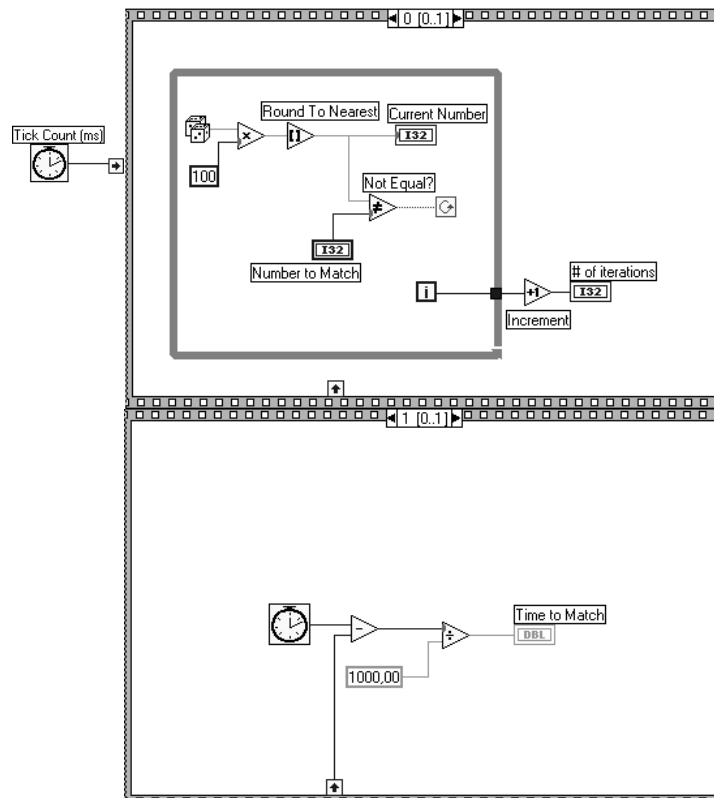 0 [0..1]
Tick Count (ms)
Round To Nearest
Current Number
×
[ ]
I32
100
Not Equal?
≠
I32
Number to Match
i
+1
# of iterations
I32
Increment
1 [0..1]
-
÷
Time to Match
DBL
1000,00